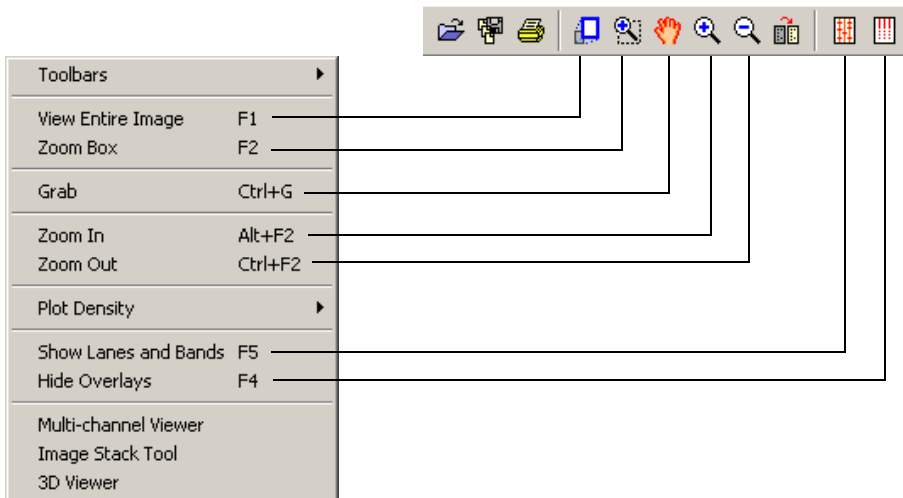 Toolbars
View Entire Image F1
Zoom Box F2
Grab Ctrl+G
Zoom In Alt+F2
Zoom Out Ctrl+F2
Plot Density
Show Lanes and Bands F5
Hide Overlays F4
Multi-channel Viewer
Image Stack Tool
3D Viewer